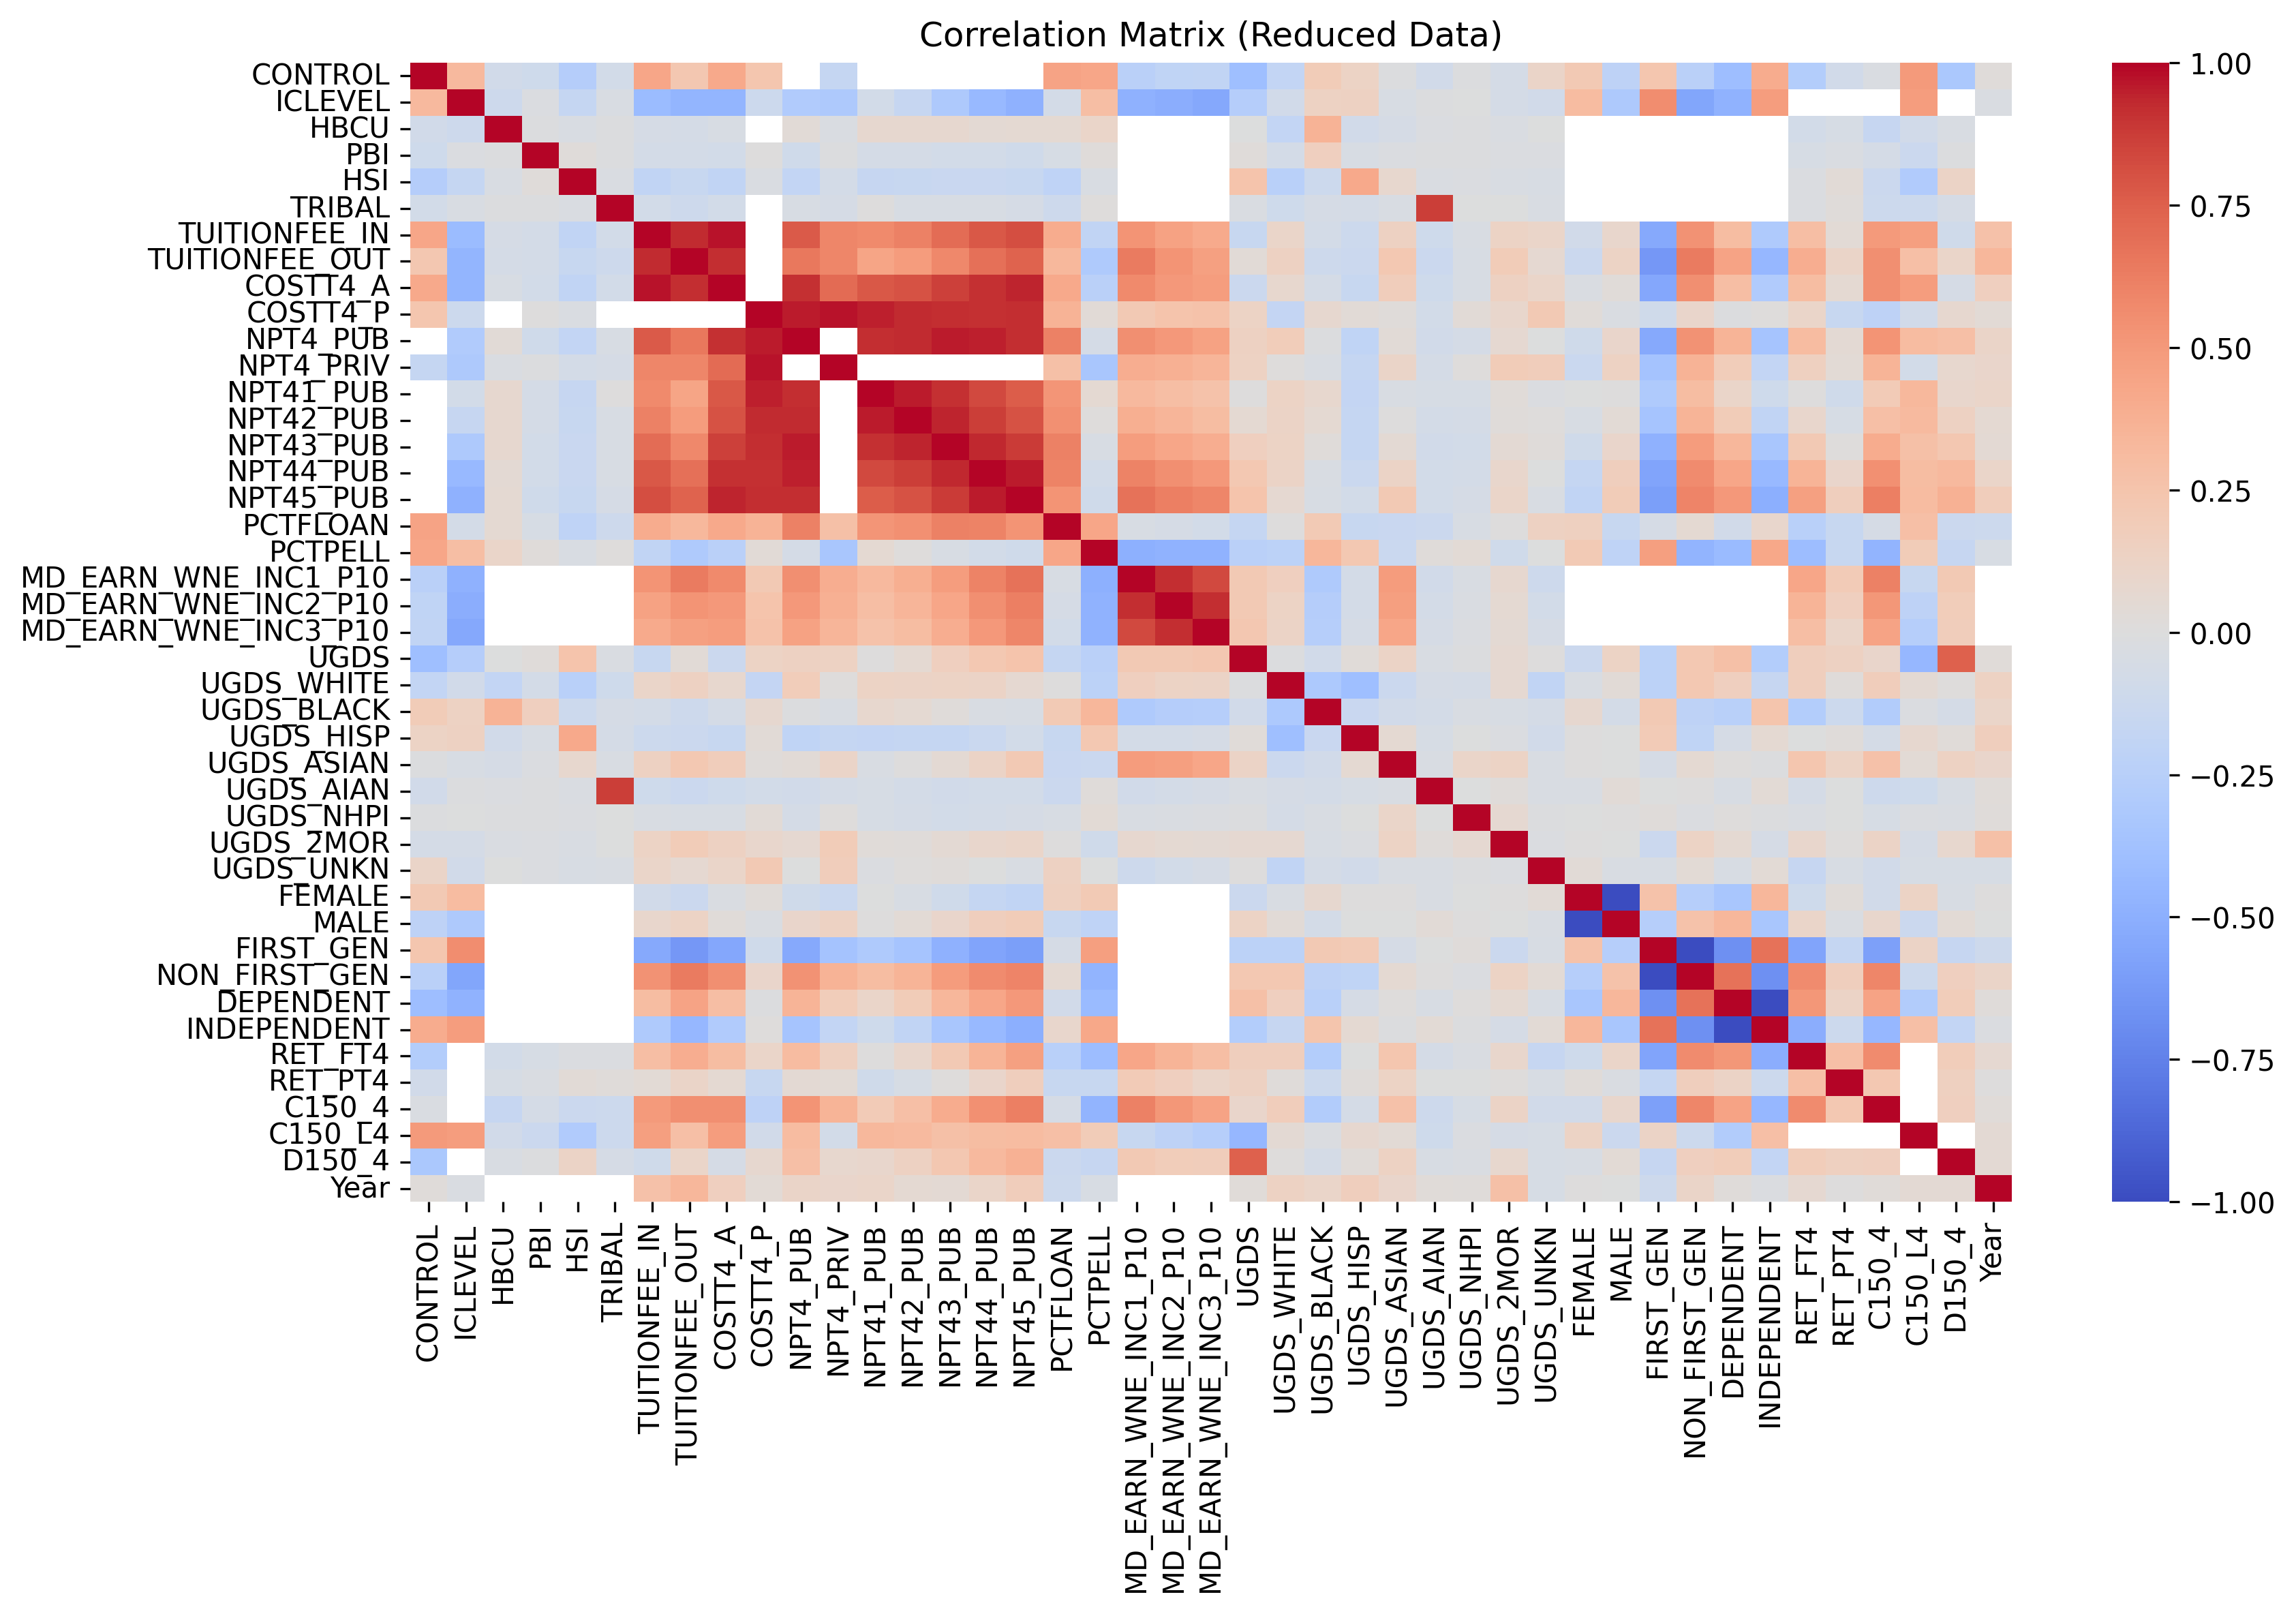 Correlation Matrix (Reduced Data)
CONTROL
ICLEVEL
HBCU
PBI
HSI
TRIBAL
TUITIONFEE_IN
TUITIONFEE_OUT
COSTT4_A
COSTT4_P
NPT4_PUB
NPT4_PRIV
NPT41_PUB
NPT42_PUB
NPT43_PUB
NPT44_PUB
NPT45_PUB
PCTFLOAN
PCTPELL
MD_EARN_WNE_INC1_P10
MD_EARN_WNE_INC2_P10
MD_EARN_WNE_INC3_P10
UGDS
UGDS_WHITE
UGDS_BLACK
UGDS_HISP
UGDS_ASIAN
UGDS_AIAN
UGDS_NHPI
UGDS_2MOR
UGDS_UNKN
FEMALE
MALE
FIRST_GEN
NON_FIRST_GEN
DEPENDENT
INDEPENDENT
RET_FT4
RET_PT4
C150_4
C150_L4
D150_4
Year
CONTROL
ICLEVEL
HBCU
PBI
HSI
TRIBAL
TUITIONFEE_IN
TUITIONFEE_OUT
COSTT4_A
COSTT4_P
NPT4_PUB
NPT4_PRIV
NPT41_PUB
NPT42_PUB
NPT43_PUB
NPT44_PUB
NPT45_PUB
PCTFLOAN
PCTPELL
MD_EARN_WNE_INC1_P10
MD_EARN_WNE_INC2_P10
MD_EARN_WNE_INC3_P10
UGDS
UGDS_WHITE
UGDS_BLACK
UGDS_HISP
UGDS_ASIAN
UGDS_AIAN
UGDS_NHPI
UGDS_2MOR
UGDS_UNKN
FEMALE
MALE
FIRST_GEN
NON_FIRST_GEN
DEPENDENT
INDEPENDENT
RET_FT4
RET_PT4
C150_4
C150_L4
D150_4
Year
1.00
0.75
0.50
0.25
0.00
−0.25
−0.50
−0.75
−1.00